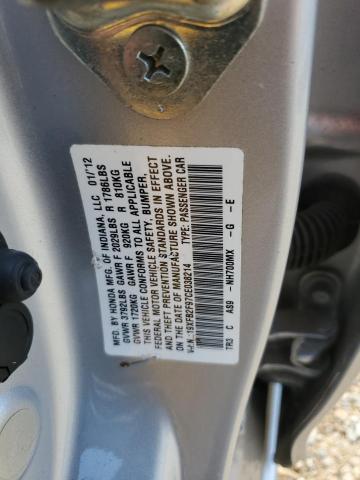 MFD. BY HONDA MFG. OF INDIANA, LLC 01/12
GVWR 3792LBS GAWR F 2029LBS R 1786LBS
GVWR 1720KG GAWR F 920KG R 810KG
THIS VEHICLE CONFORMS TO ALL APPLICABLE
FEDERAL MOTOR VEHICLE SAFETY, BUMPER,
AND THEFT PREVENTION STANDARDS IN EFFECT
ON THE DATE OF MANUFACTURE SHOWN ABOVE.
V.I.N.:19XFB2F97CE038214 TYPE: PASSENGER CAR
TR3 C AS9 -NH700MX -G -E